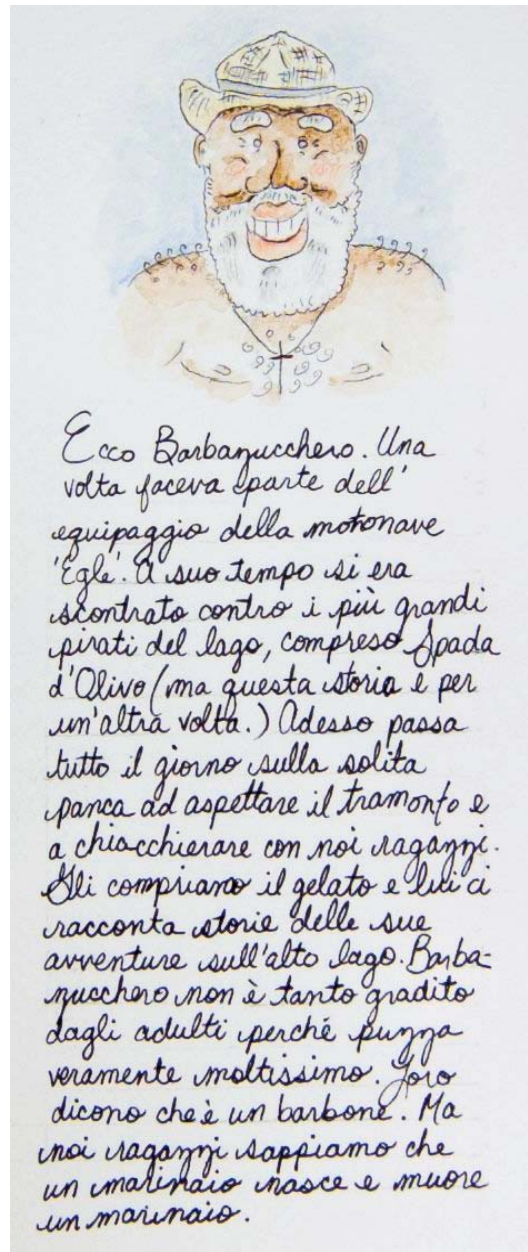 Ecco Barbazucchero. Una
volta faceva parte dell'
equipaggio della motonave
'Egle'. A suo tempo si era
scontrato contro i più grandi
pirati del lago, compreso Spada
d'Olivo (ma questa storia e per
un'altra volta.) Adesso passa
tutto il giorno sulla solita
panca ad aspettare il tramonto e
a chiacchierare con noi ragazzi.
Gli compriamo il gelato e lui ci
racconta storie delle sue
avventure sull'alto lago. Barba-
zucchero non è tanto gradito
dagli adulti perché puzza
veramente moltissimo. Loro
dicono che è un barbone. Ma
noi ragazzi sappiamo che
un marinaio nasce e muore
un marinaio.